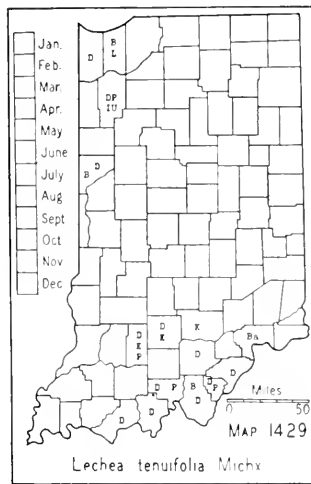 Jan.
Feb.
Mar.
Apr.
May
June
July
Aug
Sept
Oct
Nov
Dec
B
D
L
DP
IU
D
B
D
K
P
D
K
K
D
Ba
D
D P
B
D
D
P
D
D
Miles
0 50
MAP 1429
Lechea tenuifolia Michx